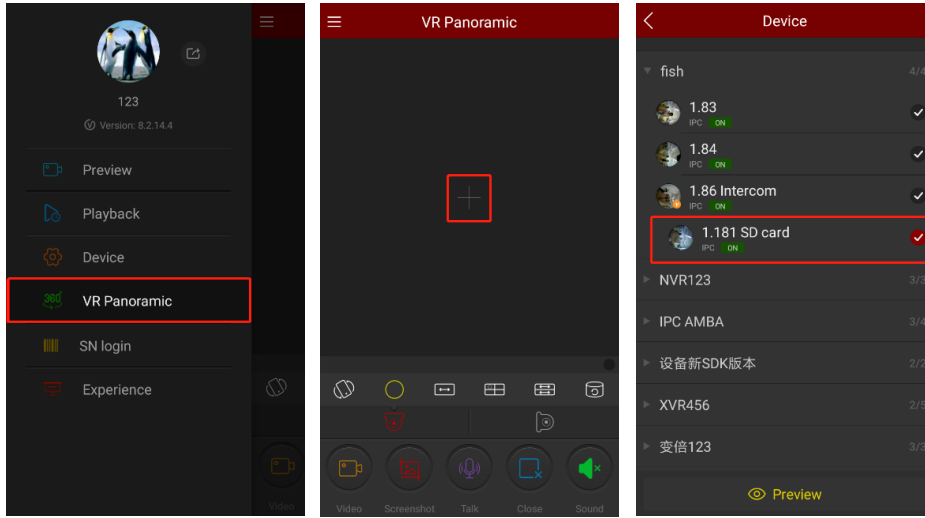 123
Version: 8.2.14.4
Preview
Playback
Device
360°
VR Panoramic
SN login
Experience
Video
VR Panoramic
Video Screenshot Talk Close Sound
Device
fish 4/4
1.83
IPC ON
1.84
IPC ON
1.86 Intercom
IPC ON
1.181 SD card
IPC ON
NVR123 3/3
IPC AMBA 3/4
设备新SDK版本 2/2
XVR456 2/5
变倍123 3/3
Preview